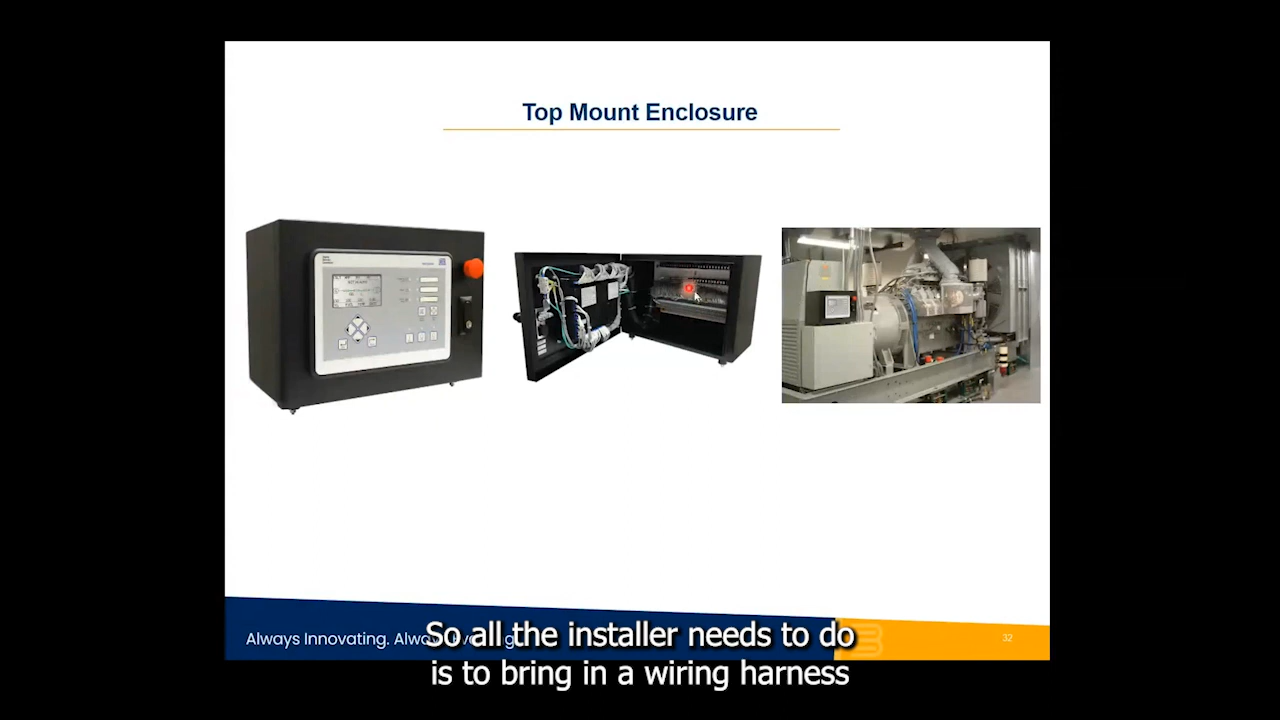 Top Mount Enclosure
Always Innovating. Always
32
So all the installer needs to do
is to bring in a wiring harness